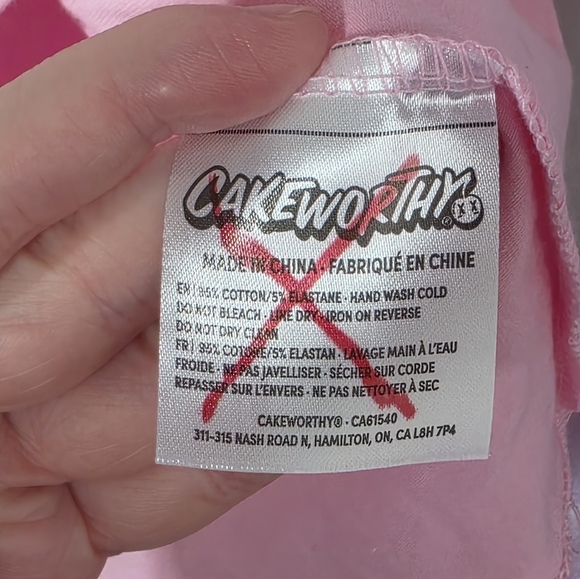 CAKEWORTHY®
MADE IN CHINA · FABRIQUÉ EN CHINE
EN | 95% COTTON/5% ELASTANE · HAND WASH COLD
DO NOT BLEACH · LINE DRY · IRON ON REVERSE
DO NOT DRY CLEAN
FR | 95% COTONE/5% ELASTAN · LAVAGE MAIN À L'EAU
FROIDE · NE PAS JAVELLISER · SÉCHER SUR CORDE
REPASSER SUR L'ENVERS · NE PAS NETTOYER À SEC
CAKEWORTHY® · CA61540
311-315 NASH ROAD N, HAMILTON, ON, CA L8H 7P4